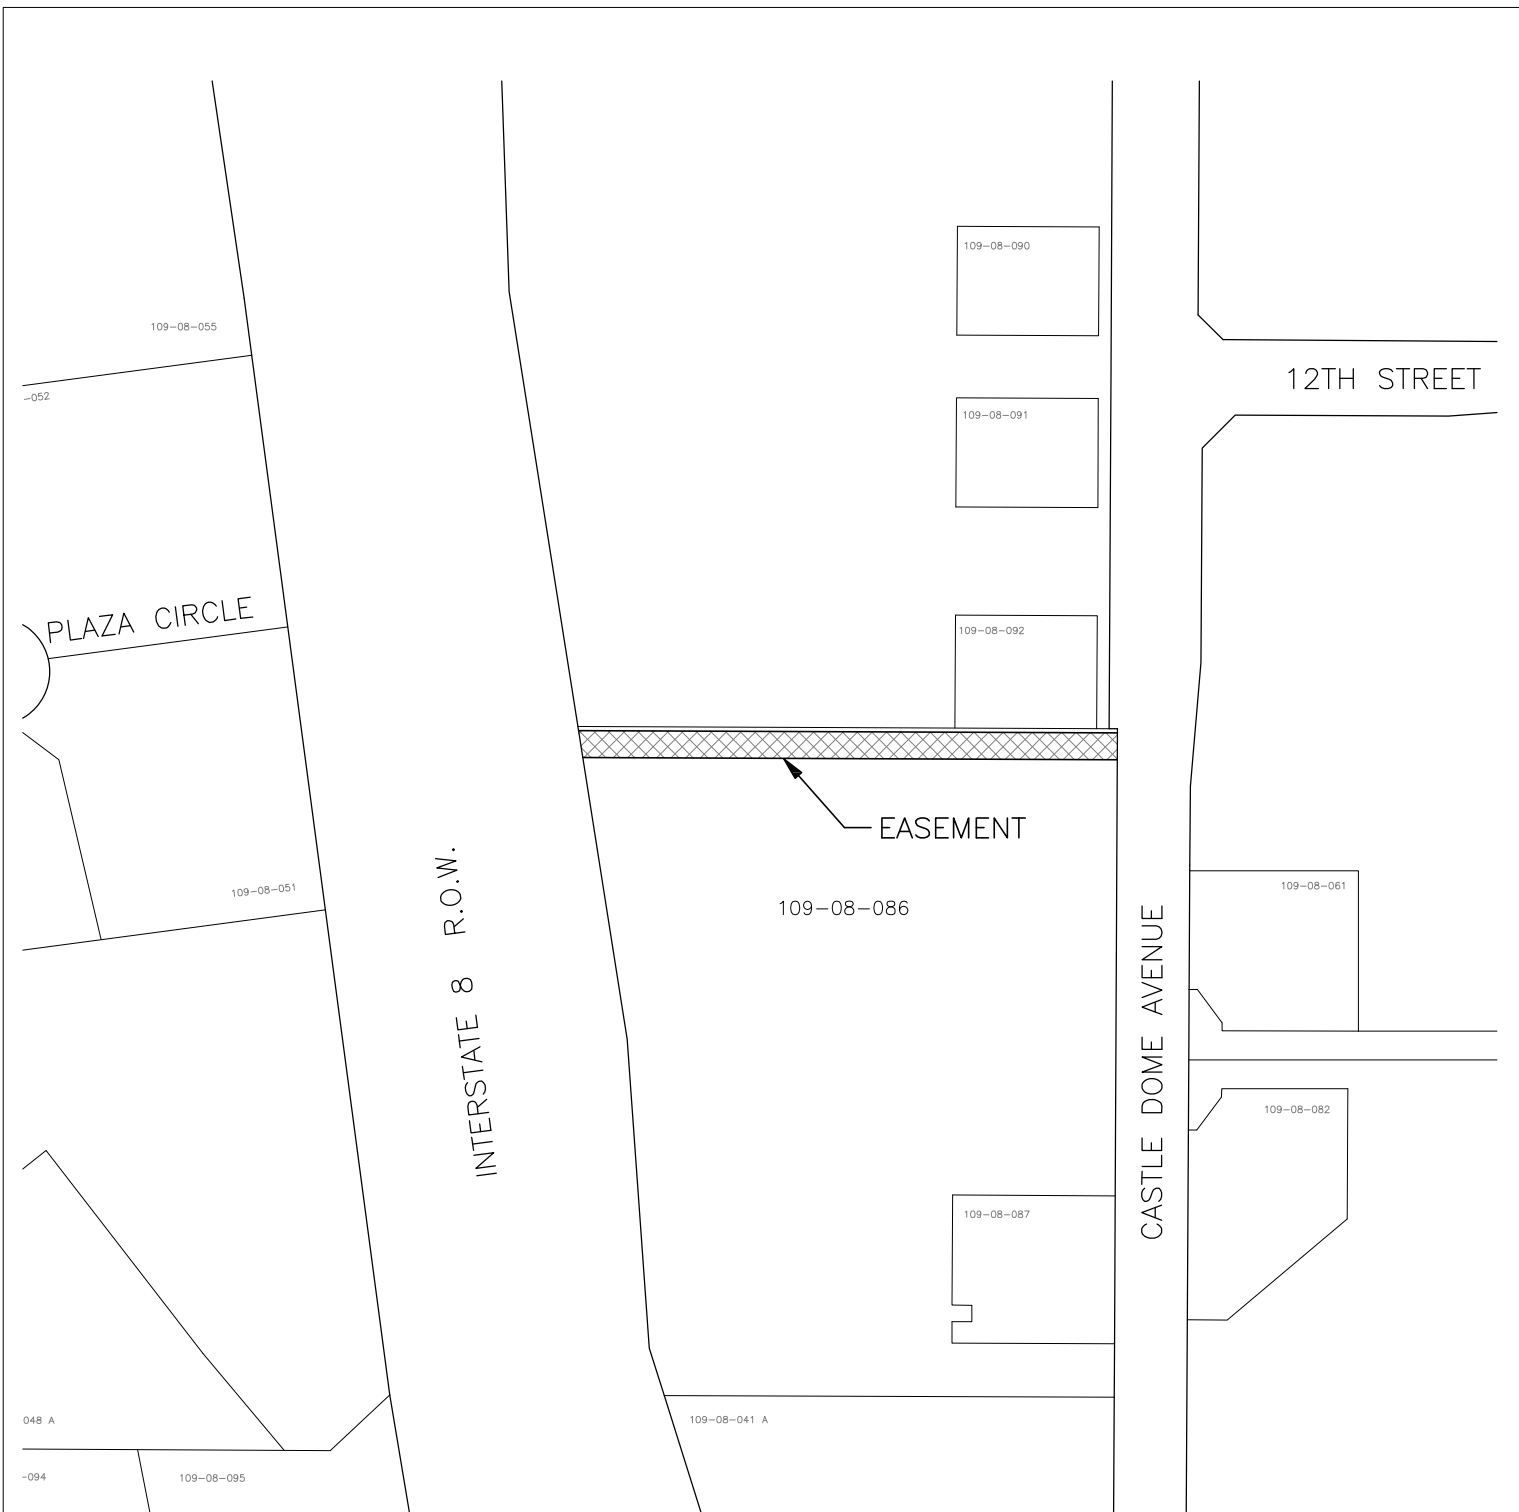 109-08-090
109-08-055
12TH STREET
-052
109-08-091
PLAZA CIRCLE
109-08-092
EASEMENT
109-08-051
109-08-086
109-08-061
INTERSTATE 8 R.O.W.
CASTLE DOME AVENUE
109-08-082
109-08-087
048 A
109-08-041 A
-094
109-08-095